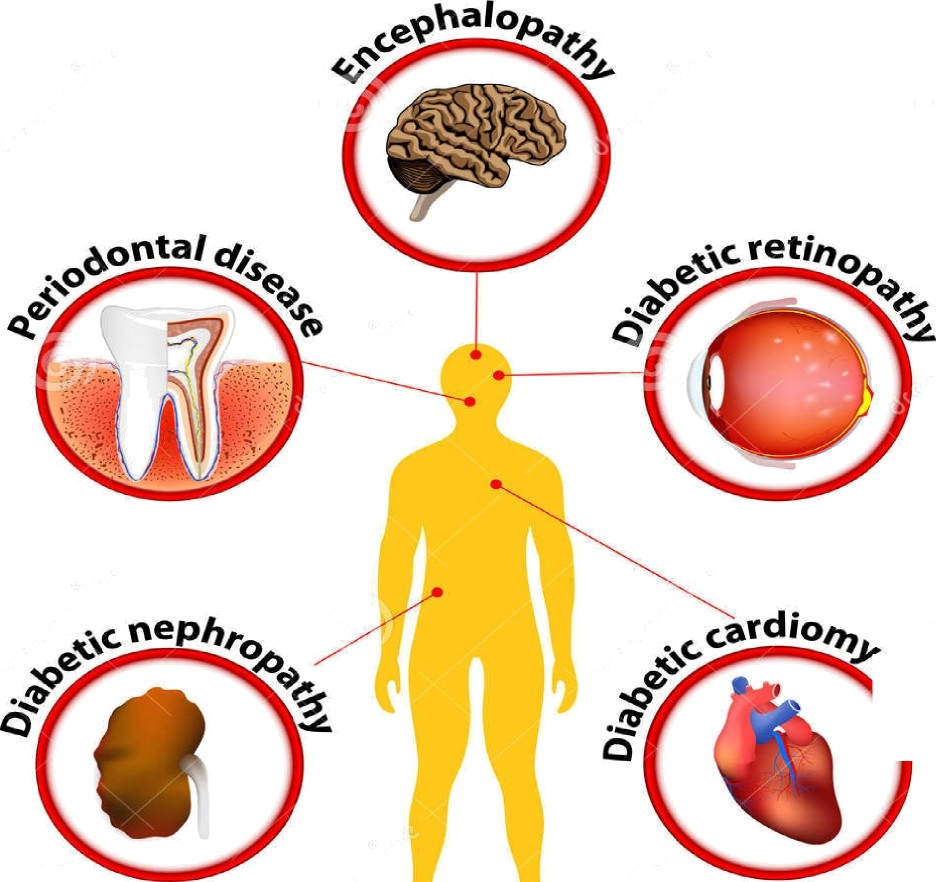 Encephalopathy
Periodontal disease
Diabetic retinopathy
Diabetic nephropathy
Diabetic cardiomy